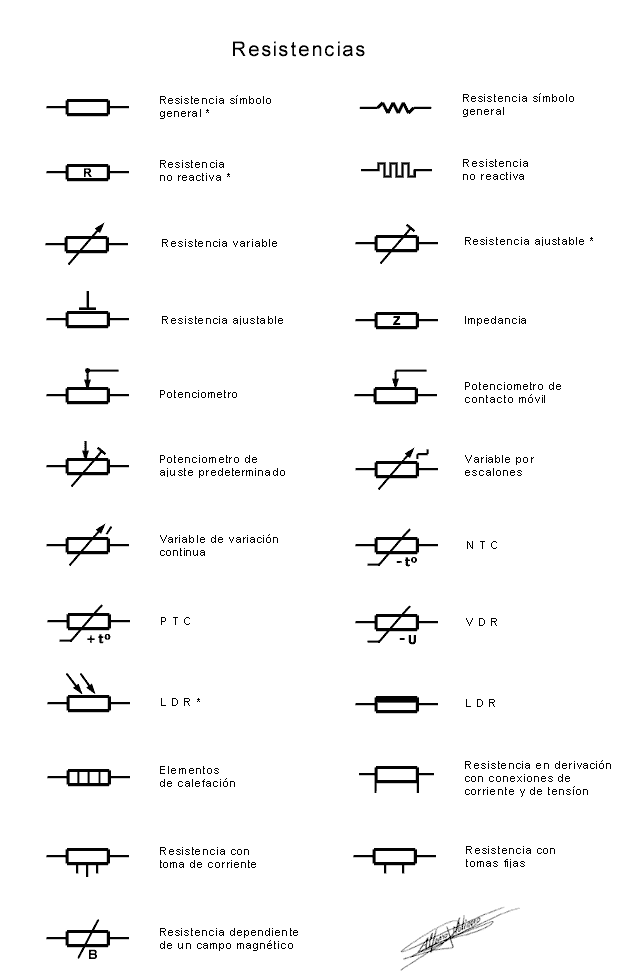 Resistencias
Resistencia símbolo
general *
Resistencia símbolo
general
R
Resistencia
no reactiva *
Resistencia
no reactiva
Resistencia variable
Resistencia ajustable *
Resistencia ajustable
Z
Impedancia
Potenciometro
Potenciometro de
contacto móvil
Potenciometro de
ajuste predeterminado
Variable por
escalones
Variable de variación
continua
-tº
N T C
+tº
P T C
-U
V D R
L D R *
L D R
Elementos
de calefación
Resistencia en derivación
con conexiones de
corriente y de tensíon
Resistencia con
toma de corriente
Resistencia con
tomas fijas
B
Resistencia dependiente
de un campo magnético